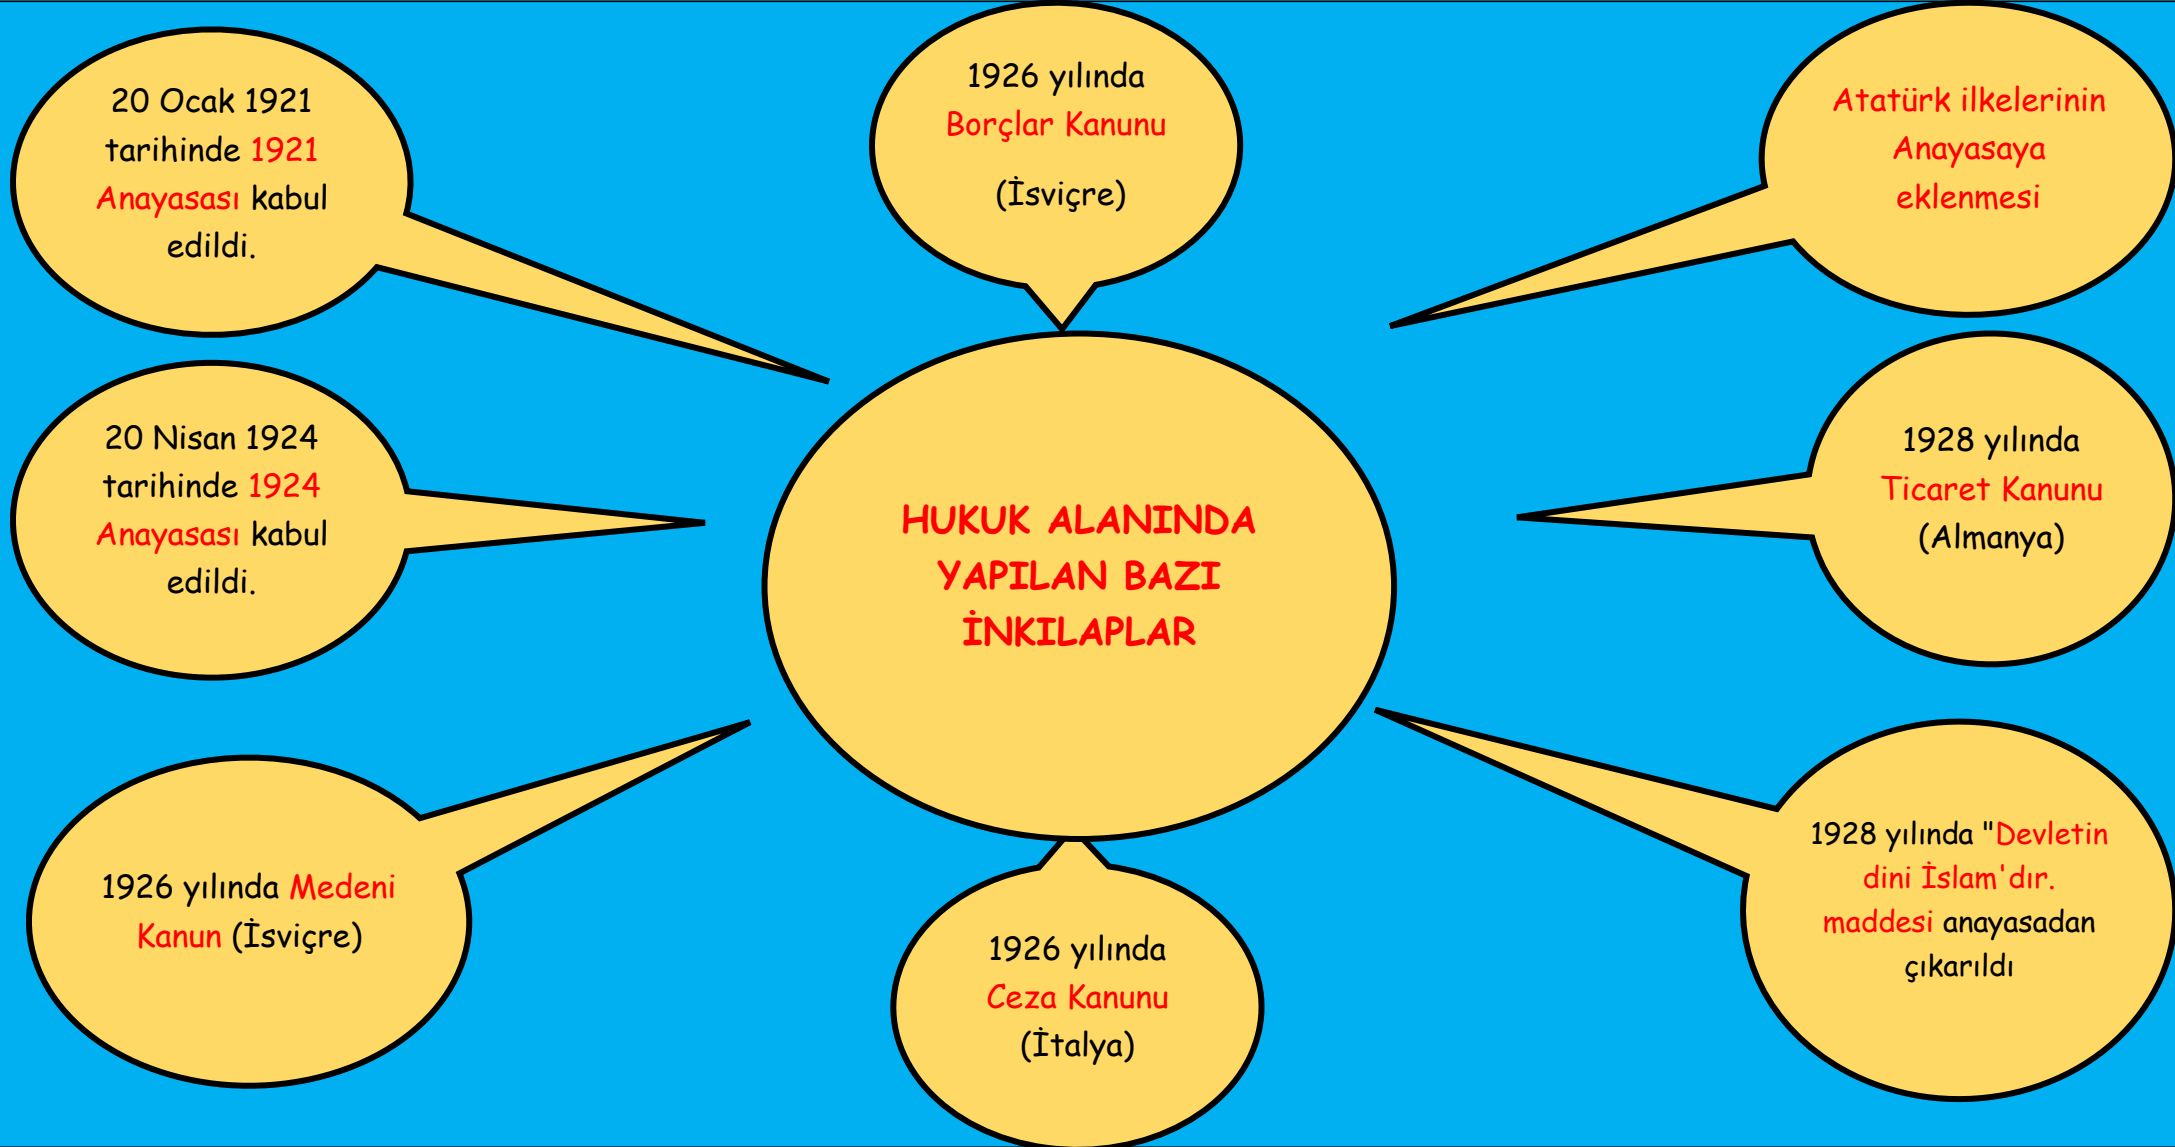 20 Ocak 1921
tarihinde 1921
Anayasası kabul
edildi.
1926 yılında
Borçlar Kanunu
(İsviçre)
Atatürk ilkelerinin
Anayasaya
eklenmesi
20 Nisan 1924
tarihinde 1924
Anayasası kabul
edildi.
HUKUK ALANINDA
YAPILAN BAZI
İNKILAPLAR
1928 yılında
Ticaret Kanunu
(Almanya)
1926 yılında Medeni
Kanun (İsviçre)
1926 yılında
Ceza Kanunu
(İtalya)
1928 yılında "Devletin
dini İslam'dır.
maddesi anayasadan
çıkarıldı